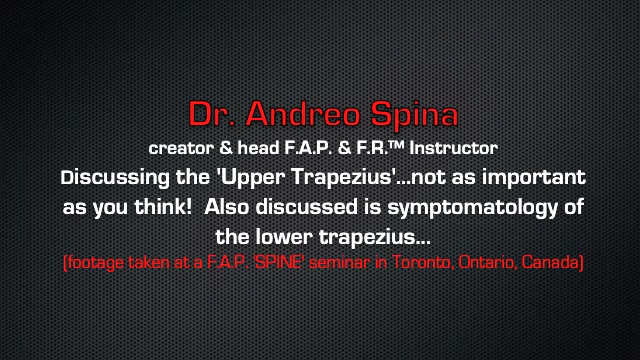 Dr. Andreo Spina
creator & head F.A.P. & F.R.™ Instructor
Discussing the 'Upper Trapezius'...not as important
as you think! Also discussed is symptomatology of
the lower trapezius...
(footage taken at a F.A.P. 'SPINE' seminar in Toronto, Ontario, Canada)